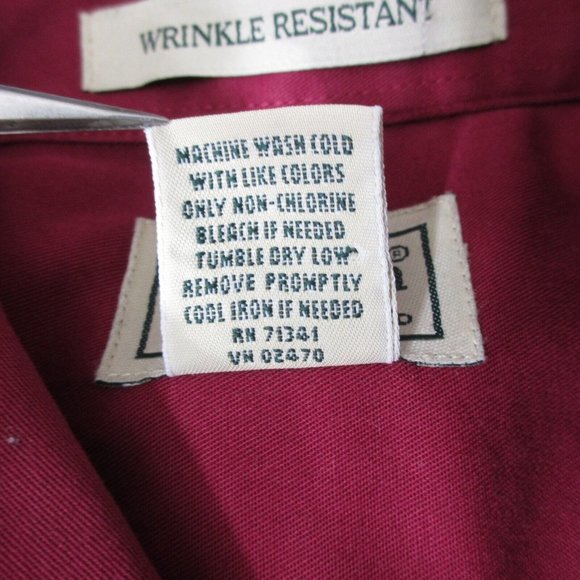 WRINKLE RESISTANT
MACHINE WASH COLD
WITH LIKE COLORS
ONLY NON-CHLORINE
BLEACH IF NEEDED
TUMBLE DRY LOW
REMOVE PROMPTLY
COOL IRON IF NEEDED
RN 71341
VN 02470